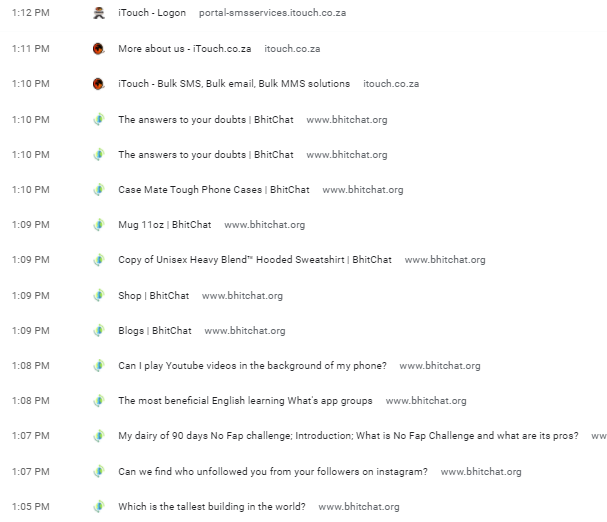 1:12 PM iTouch - Logon portal-smsservices.itouch.co.za
1:11 PM More about us - iTouch.co.za itouch.co.za
1:10 PM iTouch - Bulk SMS, Bulk email, Bulk MMS solutions itouch.co.za
1:10 PM The answers to your doubts | BhitChat www.bhitchat.org
1:10 PM The answers to your doubts | BhitChat www.bhitchat.org
1:10 PM Case Mate Tough Phone Cases | BhitChat www.bhitchat.org
1:09 PM Mug 11oz | BhitChat www.bhitchat.org
1:09 PM Copy of Unisex Heavy Blend™ Hooded Sweatshirt | BhitChat www.bhitchat.org
1:09 PM Shop | BhitChat www.bhitchat.org
1:09 PM Blogs | BhitChat www.bhitchat.org
1:08 PM Can I play Youtube videos in the background of my phone? www.bhitchat.org
1:08 PM The most beneficial English learning What's app groups www.bhitchat.org
1:07 PM My dairy of 90 days No Fap challenge; Introduction; What is No Fap Challenge and what are its pros? ww
1:07 PM Can we find who unfollowed you from your followers on instagram? www.bhitchat.org
1:05 PM Which is the tallest building in the world? www.bhitchat.org